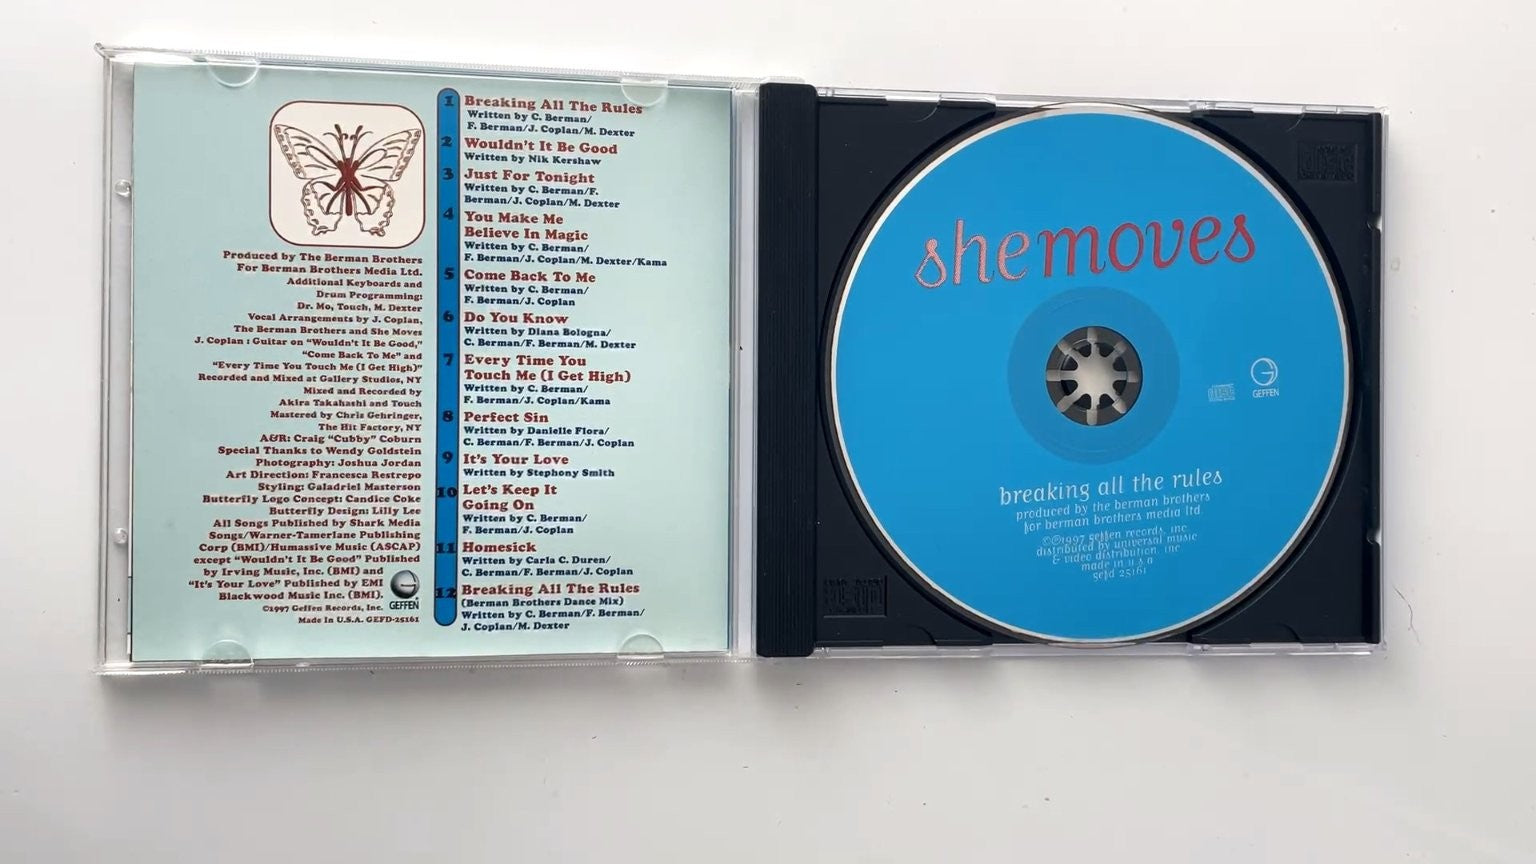 Produced by The Berman Brothers
For Berman Brothers Media Ltd.
Additional Keyboards and
Drum Programming:
Dr. Mo, Touch, M. Dexter
Vocal Arrangements by J. Coplan,
The Berman Brothers and She Moves
J. Coplan : Guitar on "Wouldn't It Be Good,"
"Come Back To Me" and
"Every Time You Touch Me (I Get High)"
Recorded and Mixed at Gallery Studios, NY
Mixed and Recorded by
Akira Takahashi and Touch
Mastered by Chris Gehringer,
The Hit Factory, NY
A&R: Craig "Cubby" Coburn
Special Thanks to Wendy Goldstein
Photography: Joshua Jordan
Art Direction: Francesca Restrepo
Styling: Galadriel Masterson
Butterfly Logo Concept: Candice Coke
Butterfly Design: Lilly Lee
All Songs Published by Shark Media
Songs/Warner-Tamerlane Publishing
Corp (BMI)/Humassive Music (ASCAP)
except "Wouldn't It Be Good" Published
by Irving Music, Inc. (BMI) and
"It's Your Love" Published by EMI
Blackwood Music Inc. (BMI).
©1997 Geffen Records, Inc.
Made in U.S.A. GEFD-25161
GEFFEN
1 Breaking All The Rules
Written by C. Berman/
F. Berman/J. Coplan/M. Dexter
2 Wouldn't It Be Good
Written by Nik Kershaw
3 Just For Tonight
Written by C. Berman/F.
Berman/J. Coplan/M. Dexter
4 You Make Me
Believe In Magic
Written by C. Berman/
F. Berman/J. Coplan/M. Dexter/Kama
5 Come Back To Me
Written by C. Berman/
F. Berman/J. Coplan
6 Do You Know
Written by Diana Bologna/
C. Berman/F. Berman/M. Dexter
7 Every Time You
Touch Me (I Get High)
Written by C. Berman/
F. Berman/J. Coplan/Kama
8 Perfect Sin
Written by Danielle Flora/
C. Berman/F. Berman/J. Coplan
9 It's Your Love
Written by Stephony Smith
10 Let's Keep It
Going On
Written by C. Berman/
F. Berman/J. Coplan
11 Homesick
Written by Carla C. Duren/
C. Berman/F. Berman/J. Coplan
12 Breaking All The Rules
(Berman Brothers Dance Mix)
Written by C. Berman/F. Berman/
J. Coplan/M. Dexter
shemoves
GEFFEN
breaking all the rules
produced by the berman brothers
for berman brothers media ltd.
©℗1997 geffen records, inc
distributed by universal music
& video distribution, inc
made in u.s.a
gefd 25161